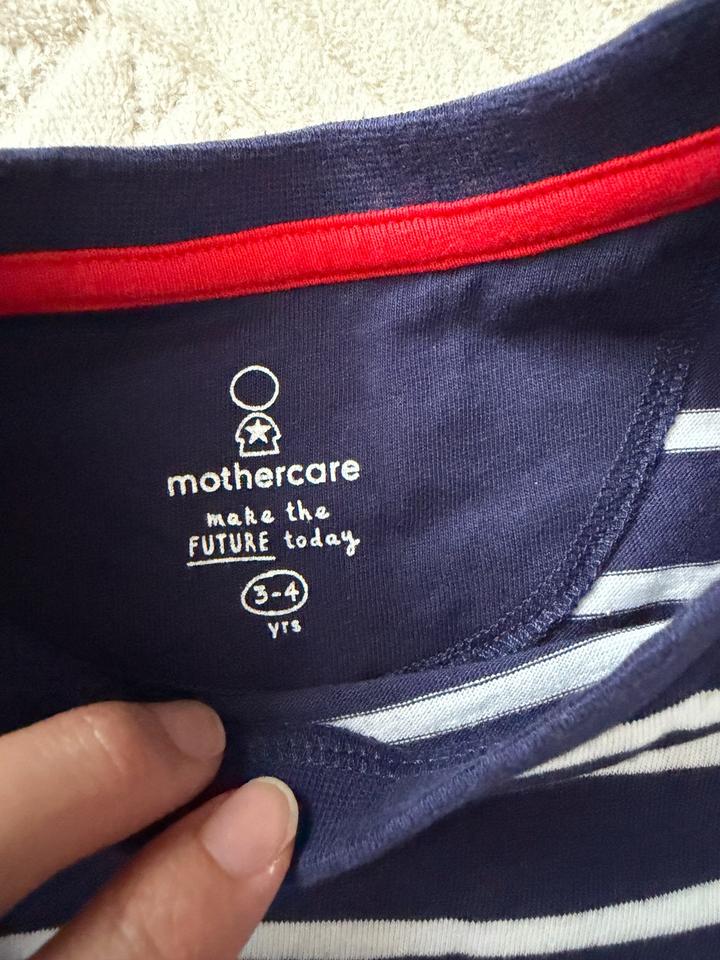 mothercare
make the
FUTURE today
3-4
yrs